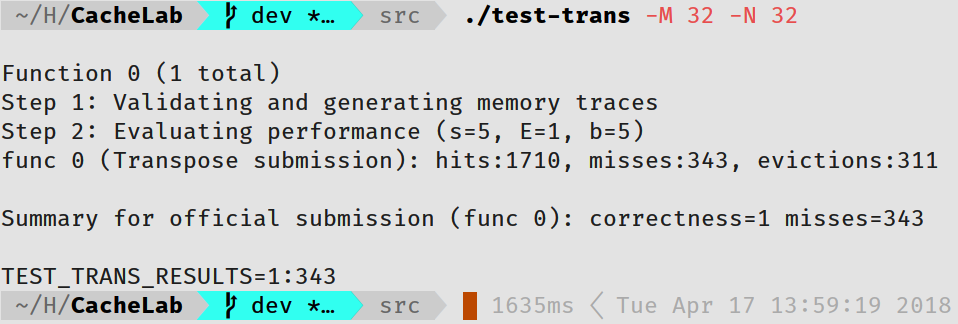 ~/H/CacheLab dev *… src ./test-trans -M 32 -N 32
Function 0 (1 total)
Step 1: Validating and generating memory traces
Step 2: Evaluating performance (s=5, E=1, b=5)
func 0 (Transpose submission): hits:1710, misses:343, evictions:311
Summary for official submission (func 0): correctness=1 misses=343
TEST_TRANS_RESULTS=1:343
~/H/CacheLab dev *… src 1635ms Tue Apr 17 13:59:19 2018